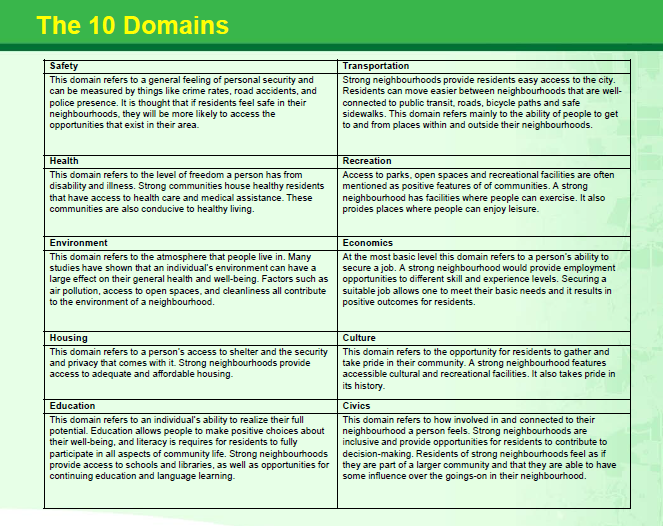 The 10 Domains
Safety
This domain refers to a general feeling of personal security and
can be measured by things like crime rates, road accidents, and
police presence. It is thought that if residents feel safe in their
neighbourhoods, they will be more likely to access the
opportunities that exist in their area.
Transportation
Strong neighbourhoods provide residents easy access to the city.
Residents can move easier between neighbourhoods that are well-
connected to public transit, roads, bicycle paths and safe
sidewalks. This domain refers mainly to the ability of people to get
to and from places within and outside their neighbourhoods.
Health
This domain refers to the level of freedom a person has from
disability and illness. Strong communities house healthy residents
that have access to health care and medical assistance. These
communities are also conducive to healthy living.
Recreation
Access to parks, open spaces and recreational facilities are often
mentioned as positive features of of communities. A strong
neighbourhood has facilities where people can exercise. It also
proides places where people can enjoy leisure.
Environment
This domain refers to the atmosphere that people live in. Many
studies have shown that an individual's environment can have a
large effect on their general health and well-being. Factors such as
air pollution, access to open spaces, and cleanliness all contribute
to the environment of a neighbourhood.
Economics
At the most basic level this domain refers to a person's ability to
secure a job. A strong neighbourhood would provide employment
opportunities to different skill and experience levels. Securing a
suitable job allows one to meet their basic needs and it results in
positive outcomes for residents.
Housing
This domain refers to a person's access to shelter and the security
and privacy that comes with it. Strong neighbourhoods provide
access to adequate and affordable housing.
Culture
This domain refers to the opportunity for residents to gather and
take pride in their community. A strong neighbourhood features
accessible cultural and recreational facilities. It also takes pride in
its history.
Education
This domain refers to an individual's ability to realize their full
potential. Education allows people to make positive choices about
their well-being, and literacy is requires for residents to fully
participate in all aspects of community life. Strong neighbourhoods
provide access to schools and libraries, as well as opportunities for
continuing education and language learning.
Civics
This domain refers to how involved in and connected to their
neighbourhood a person feels. Strong neighbourhoods are
inclusive and provide opportunities for residents to contribute to
decision-making. Residents of strong neighbourhoods feel as if
they are part of a larger community and that they are able to have
some influence over the goings-on in their neighbourhood.